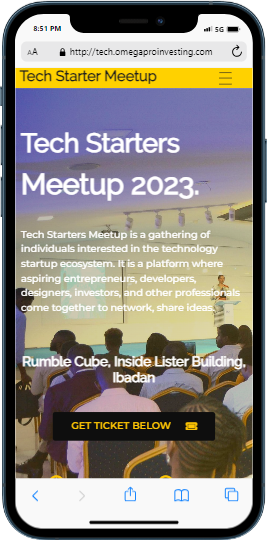 8:51 PM
5G
AA
http://tech.omegaproinvesting.com
Tech Starter Meetup
Tech Starters
Meetup 2023.
Tech Starters Meetup is a gathering of
individuals interested in the technology
startup ecosystem. It is a platform where
aspiring entrepreneurs, developers,
designers, investors, and other professionals
come together to network, share ideas.
Rumble Cube, Inside Lister Building,
Ibadan
GET TICKET BELOW